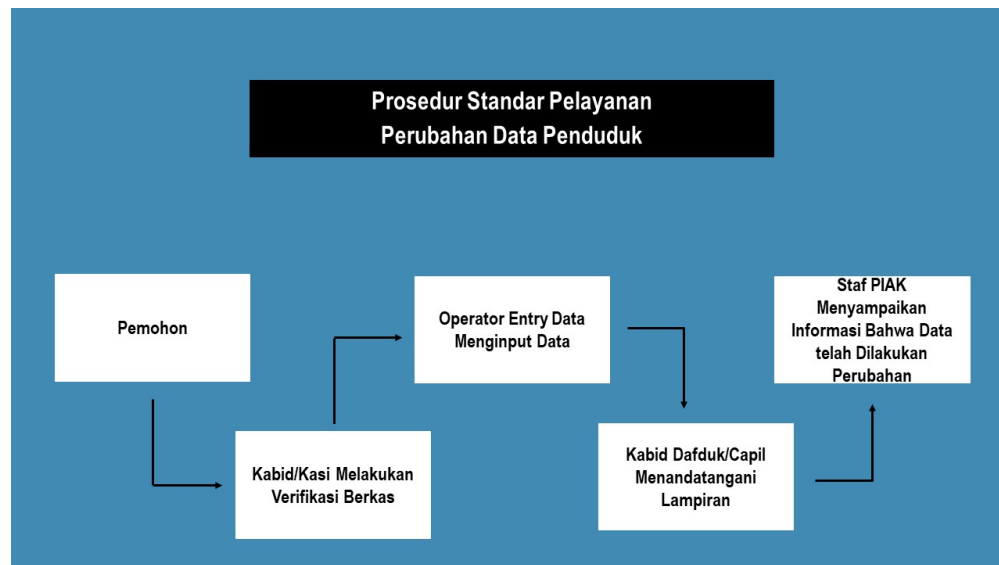 Prosedur Standar Pelayanan
Perubahan Data Penduduk
Pemohon
Kabid/Kasi Melakukan
Verifikasi Berkas
Operator Entry Data
Menginput Data
Kabid Dafduk/Capil
Menandatangani
Lampiran
Staf PIAK
Menyampaikan
Informasi Bahwa Data
telah Dilakukan
Perubahan